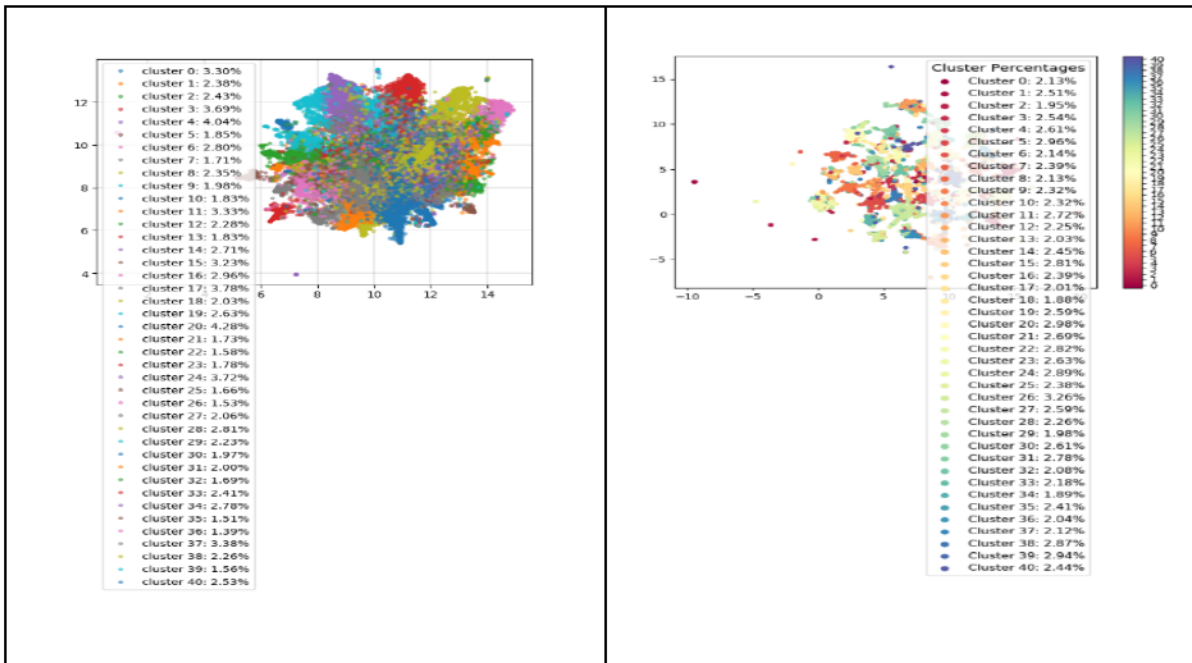 cluster 0: 3.30%
cluster 1: 2.38%
cluster 2: 2.43%
cluster 3: 3.69%
cluster 4: 4.04%
cluster 5: 1.85%
cluster 6: 2.80%
cluster 7: 1.71%
cluster 8: 2.35%
cluster 9: 1.98%
cluster 10: 1.83%
cluster 11: 3.33%
cluster 12: 2.28%
cluster 13: 1.83%
cluster 14: 2.71%
cluster 15: 3.23%
cluster 16: 2.96%
cluster 17: 3.78%
cluster 18: 2.03%
cluster 19: 2.63%
cluster 20: 4.28%
cluster 21: 1.73%
cluster 22: 1.58%
cluster 23: 1.78%
cluster 24: 3.72%
cluster 25: 1.66%
cluster 26: 1.53%
cluster 27: 2.06%
cluster 28: 2.81%
cluster 29: 2.23%
cluster 30: 1.97%
cluster 31: 2.00%
cluster 32: 1.69%
cluster 33: 2.41%
cluster 34: 2.78%
cluster 35: 1.51%
cluster 36: 1.39%
cluster 37: 3.38%
cluster 38: 2.26%
cluster 39: 1.56%
cluster 40: 2.53%
12
10
8
6
4
6 8 10 12 14
Cluster Percentages
Cluster 0: 2.13%
Cluster 1: 2.51%
Cluster 2: 1.95%
Cluster 3: 2.54%
Cluster 4: 2.61%
Cluster 5: 2.96%
Cluster 6: 2.14%
Cluster 7: 2.39%
Cluster 8: 2.13%
Cluster 9: 2.32%
Cluster 10: 2.32%
Cluster 11: 2.72%
Cluster 12: 2.25%
Cluster 13: 2.03%
Cluster 14: 2.45%
Cluster 15: 2.81%
Cluster 16: 2.39%
Cluster 17: 2.01%
Cluster 18: 1.88%
Cluster 19: 2.59%
Cluster 20: 2.98%
Cluster 21: 2.69%
Cluster 22: 2.82%
Cluster 23: 2.63%
Cluster 24: 2.89%
Cluster 25: 2.38%
Cluster 26: 3.26%
Cluster 27: 2.59%
Cluster 28: 2.26%
Cluster 29: 1.98%
Cluster 30: 2.61%
Cluster 31: 2.78%
Cluster 32: 2.08%
Cluster 33: 2.18%
Cluster 34: 1.89%
Cluster 35: 2.41%
Cluster 36: 2.04%
Cluster 37: 2.12%
Cluster 38: 2.87%
Cluster 39: 2.94%
Cluster 40: 2.44%
15
10
5
0
−5
−10 −5 0 5